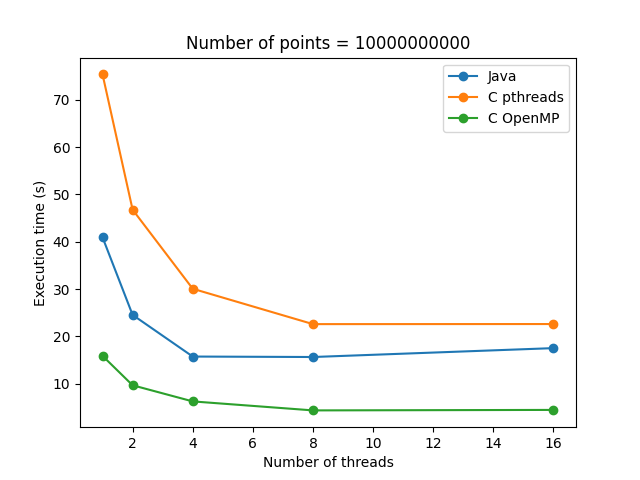 Number of points = 10000000000
Java
C pthreads
C OpenMP
Execution time (s)
70
60
50
40
30
20
10
2 4 6 8 10 12 14 16
Number of threads